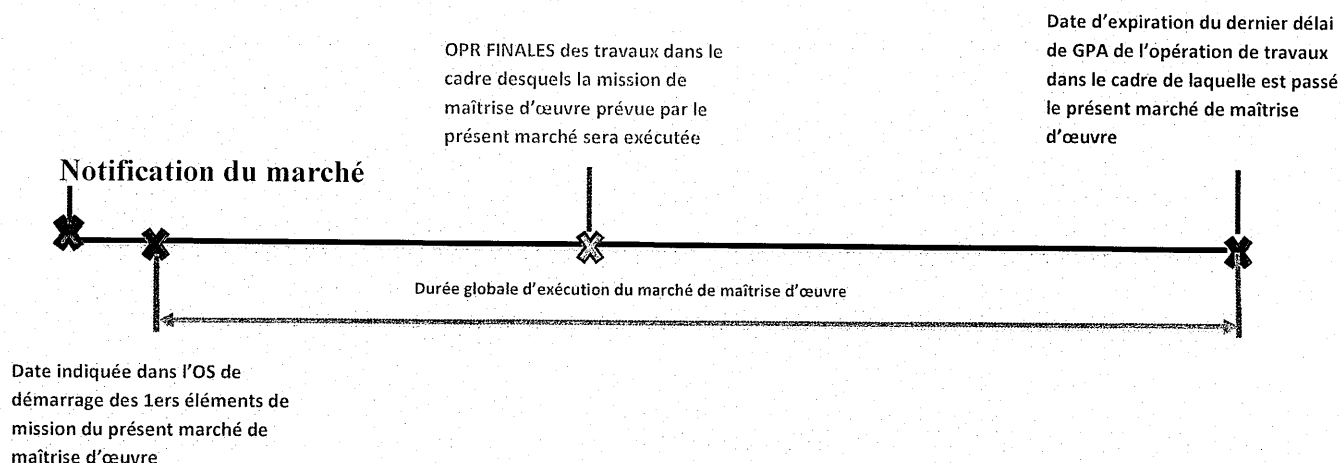 OPR FINALES des travaux dans le
cadre desquels la mission de
maîtrise d'œuvre prévue par le
présent marché sera exécutée
Date d'expiration du dernier délai
de GPA de l'opération de travaux
dans le cadre de laquelle est passé
le présent marché de maîtrise
d'œuvre
Notification du marché
Durée globale d'exécution du marché de maîtrise d'œuvre
Date indiquée dans l'OS de
démarrage des 1ers éléments de
mission du présent marché de
maîtrise d'œuvre